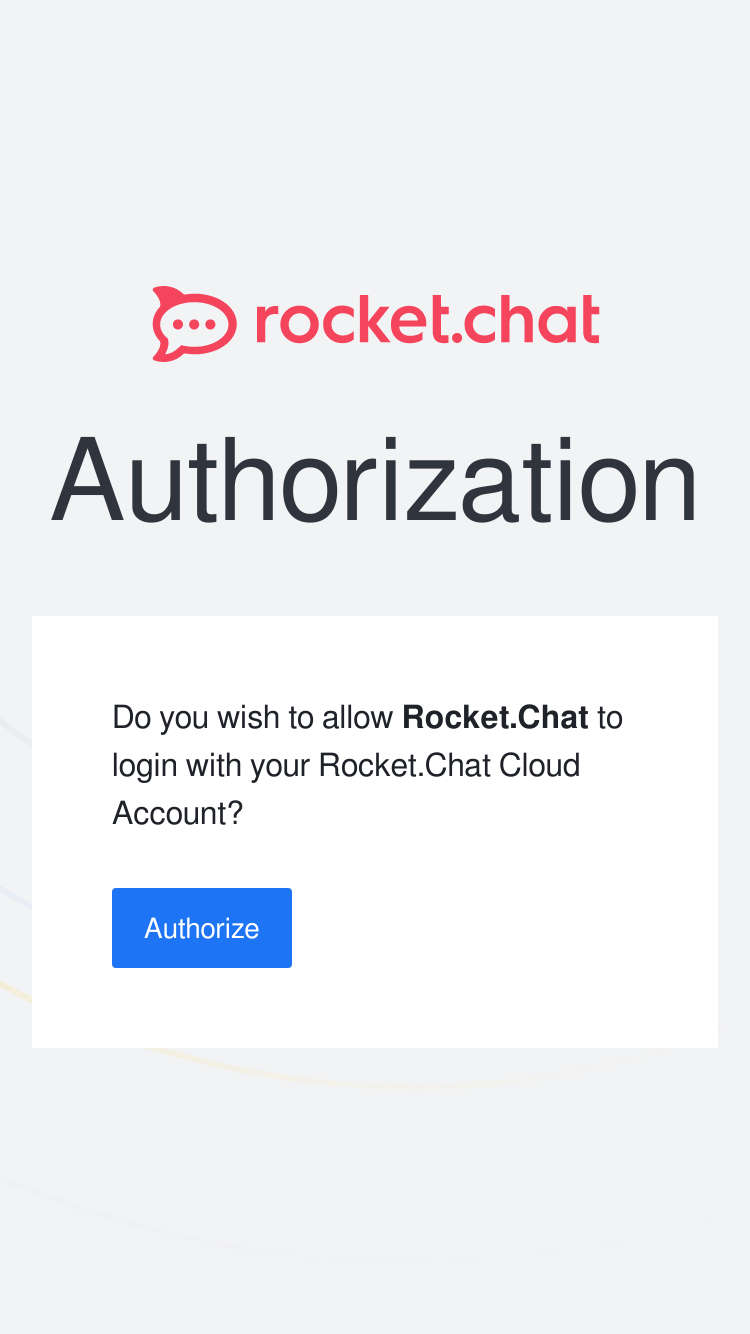 rocket.chat
Authorization
Do you wish to allow Rocket.Chat to
login with your Rocket.Chat Cloud
Account?
Authorize